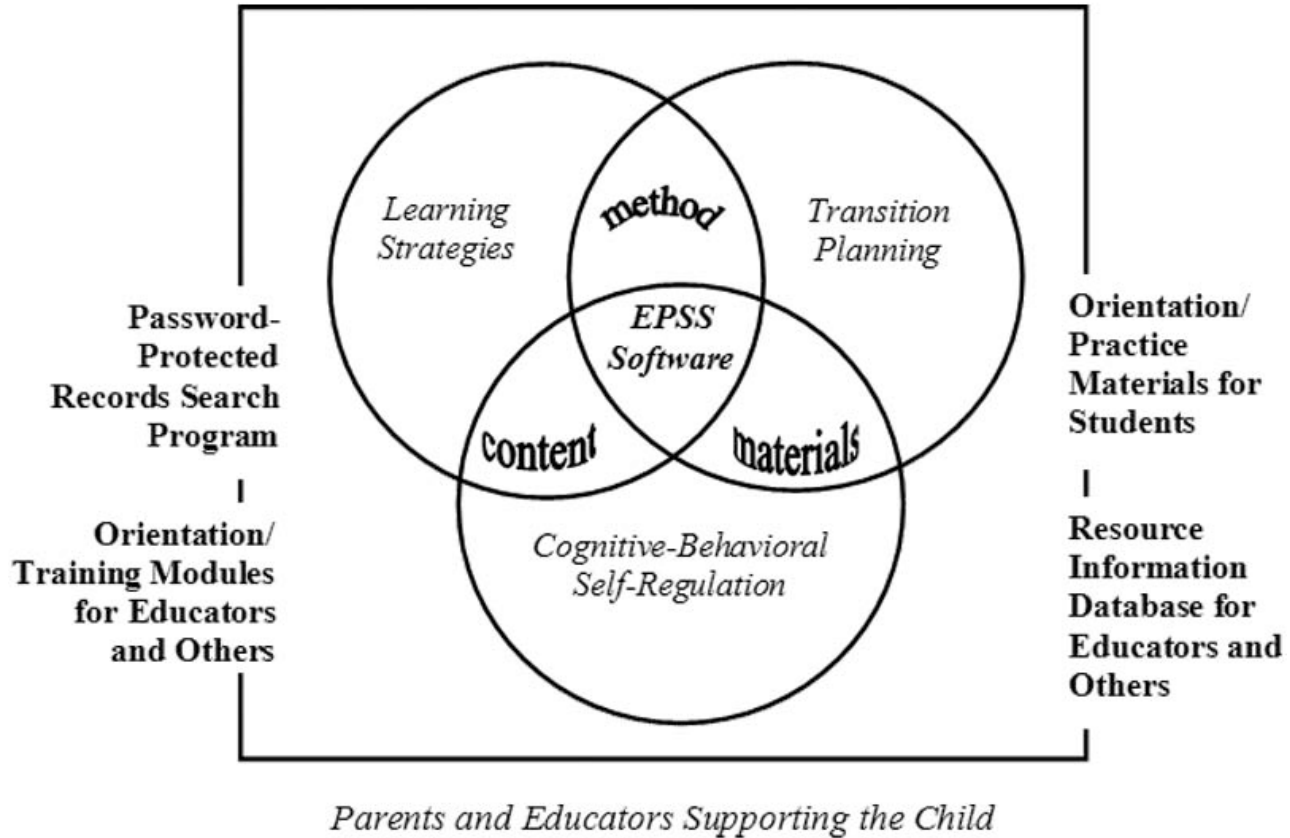 Learning
Strategies
method
Transition
Planning
EPSS
Software
content
materials
Cognitive-Behavioral
Self-Regulation
Password-
Protected
Records Search
Program
Orientation/
Training Modules
for Educators
and Others
Orientation/
Practice
Materials for
Students
Resource
Information
Database for
Educators and
Others
Parents and Educators Supporting the Child